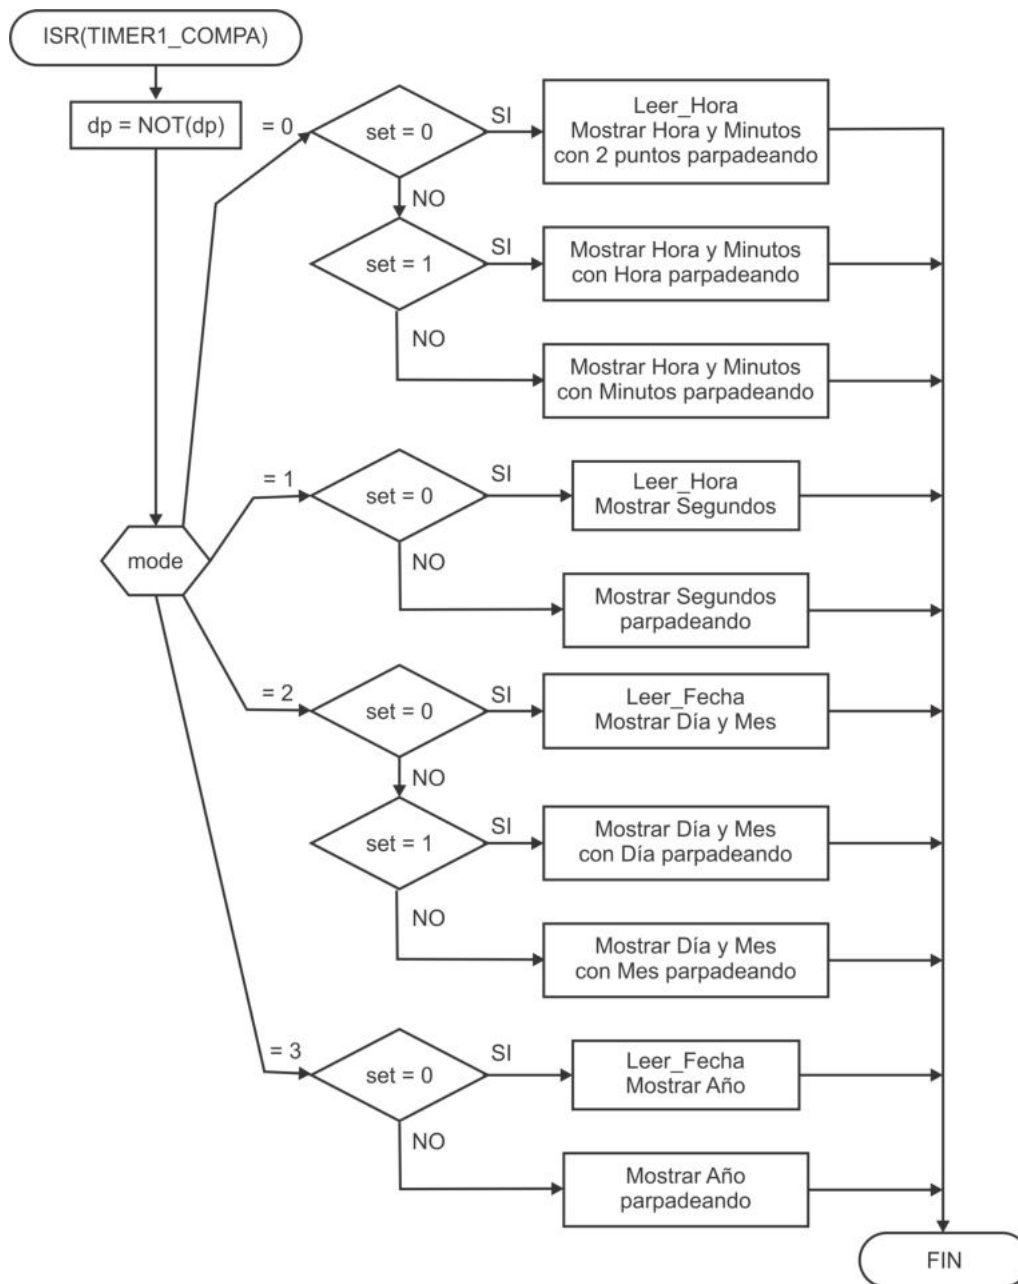 ISR(TIMER1_COMPA)
dp = NOT(dp)
= 0
set = 0
SI
Leer_Hora
Mostrar Hora y Minutos
con 2 puntos parpadeando
NO
set = 1
SI
Mostrar Hora y Minutos
con Hora parpadeando
NO
Mostrar Hora y Minutos
con Minutos parpadeando
mode
= 1
set = 0
SI
Leer_Hora
Mostrar Segundos
NO
Mostrar Segundos
parpadeando
= 2
set = 0
SI
Leer_Fecha
Mostrar Día y Mes
NO
set = 1
SI
Mostrar Día y Mes
con Día parpadeando
NO
Mostrar Día y Mes
con Mes parpadeando
= 3
set = 0
SI
Leer_Fecha
Mostrar Año
NO
Mostrar Año
parpadeando
FIN